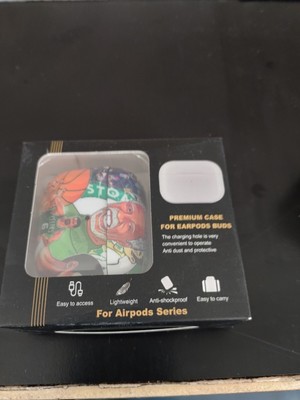 STO
PREMIUM CASE
FOR EARPODS BUDS
The charging hole is very
convenient to operate
Anti dust and protective
Easy to access
Lightweight
Anti-shockproof
Easy to carry
For Airpods Series